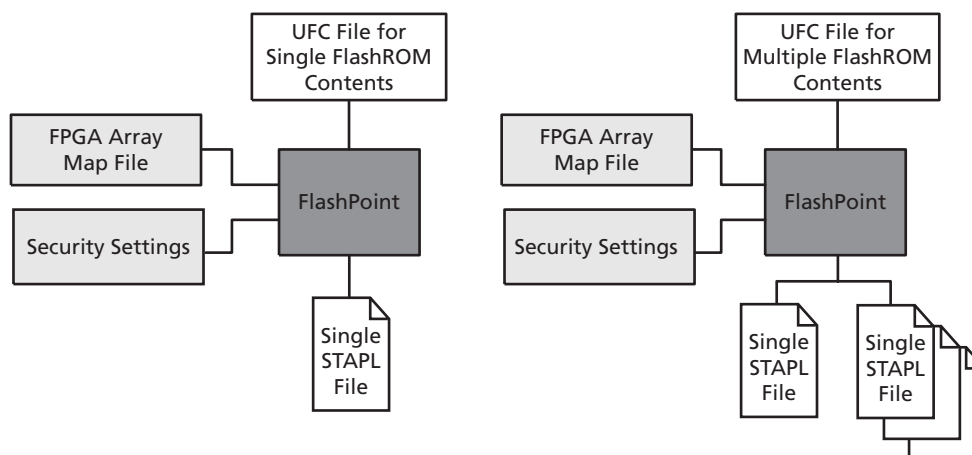 UFC File for
Single FlashROM
Contents
FPGA Array
Map File
FlashPoint
Security Settings
Single
STAPL
File
UFC File for
Multiple FlashROM
Contents
FPGA Array
Map File
FlashPoint
Security Settings
Single
STAPL
File
Single
STAPL
File